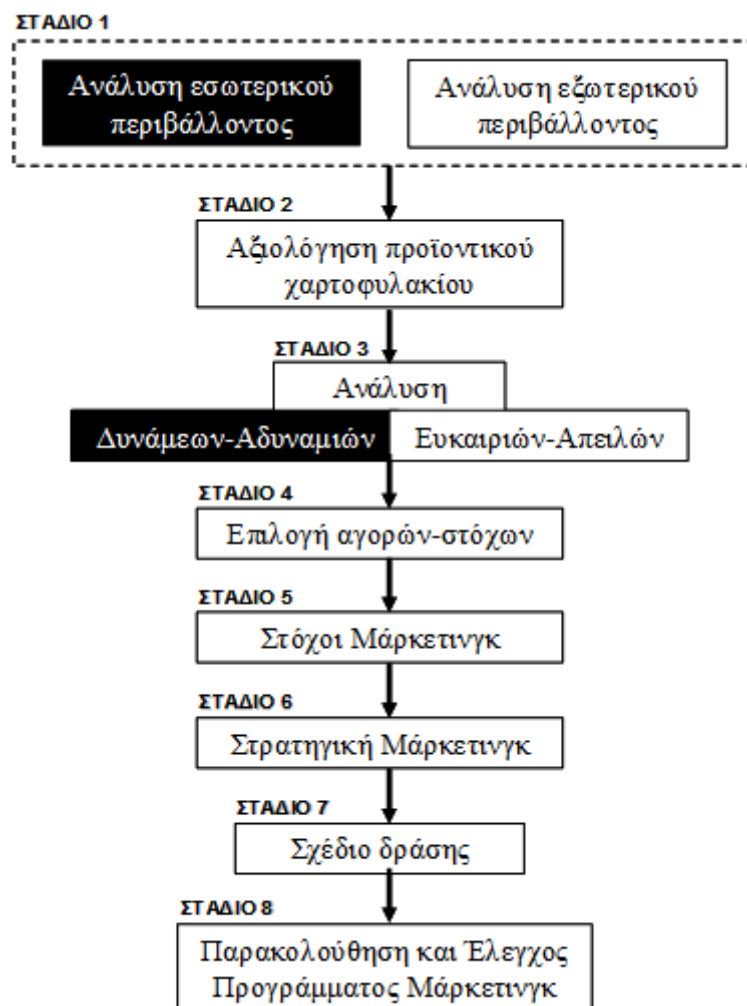 ΣΤΑΔΙΟ 1
Ανάλυση εσωτερικού
περιβάλλοντος
Ανάλυση εξωτερικού
περιβάλλοντος
ΣΤΑΔΙΟ 2
Αξιολόγηση προϊοντικού
χαρτοφυλακίου
ΣΤΑΔΙΟ 3
Ανάλυση
Δυνάμεων-Αδυναμιών
Ευκαιριών-Απειλών
ΣΤΑΔΙΟ 4
Επιλογή αγορών-στόχων
ΣΤΑΔΙΟ 5
Στόχοι Μάρκετινγκ
ΣΤΑΔΙΟ 6
Στρατηγική Μάρκετινγκ
ΣΤΑΔΙΟ 7
Σχέδιο δράσης
ΣΤΑΔΙΟ 8
Παρακολούθηση και Έλεγχος
Προγράμματος Μάρκετινγκ